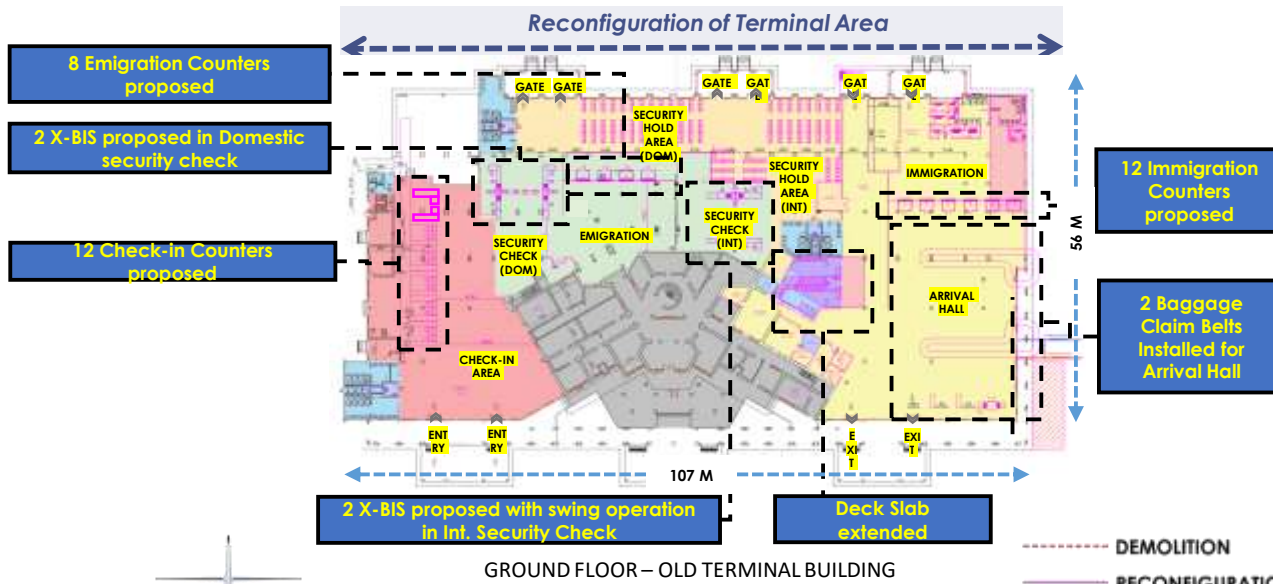 Reconfiguration of Terminal Area
8 Emigration Counters
proposed
2 X-BIS proposed in Domestic
security check
12 Check-in Counters
proposed
GATE
GATE
GATE
GAT
GAT
GAT
SECURITY
HOLD
AREA
(DOM)
SECURITY
HOLD
AREA
(INT)
IMMIGRATION
12 Immigration
Counters
proposed
56 M
SECURITY
CHECK
(DOM)
EMIGRATION
SECURITY
CHECK
(INT)
ARRIVAL
HALL
2 Baggage
Claim Belts
Installed for
Arrival Hall
CHECK-IN
AREA
ENT
RY
ENT
RY
E
XI
T
EXI
T
107 M
2 X-BIS proposed with swing operation
in Int. Security Check
Deck Slab
extended
GROUND FLOOR – OLD TERMINAL BUILDING
DEMOLITION
RECONFIGURATIO